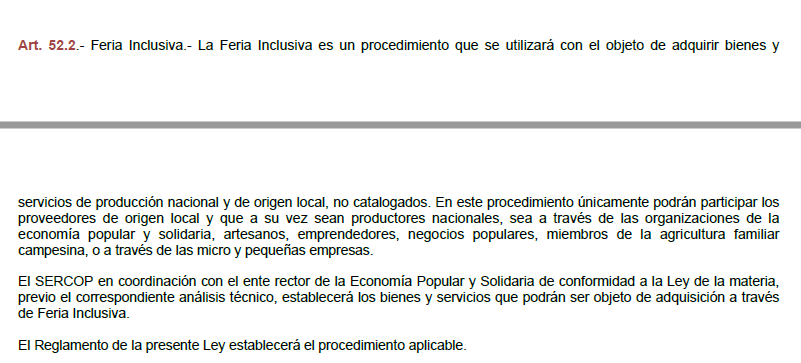 Art. 52.2.- Feria Inclusiva.- La Feria Inclusiva es un procedimiento que se utilizará con el objeto de adquirir bienes y
servicios de producción nacional y de origen local, no catalogados. En este procedimiento únicamente podrán participar los
proveedores de origen local y que a su vez sean productores nacionales, sea a través de las organizaciones de la
economía popular y solidaria, artesanos, emprendedores, negocios populares, miembros de la agricultura familiar
campesina, o a través de las micro y pequeñas empresas.
El SERCOP en coordinación con el ente rector de la Economía Popular y Solidaria de conformidad a la Ley de la materia,
previo el correspondiente análisis técnico, establecerá los bienes y servicios que podrán ser objeto de adquisición a través
de Feria Inclusiva.
El Reglamento de la presente Ley establecerá el procedimiento aplicable.